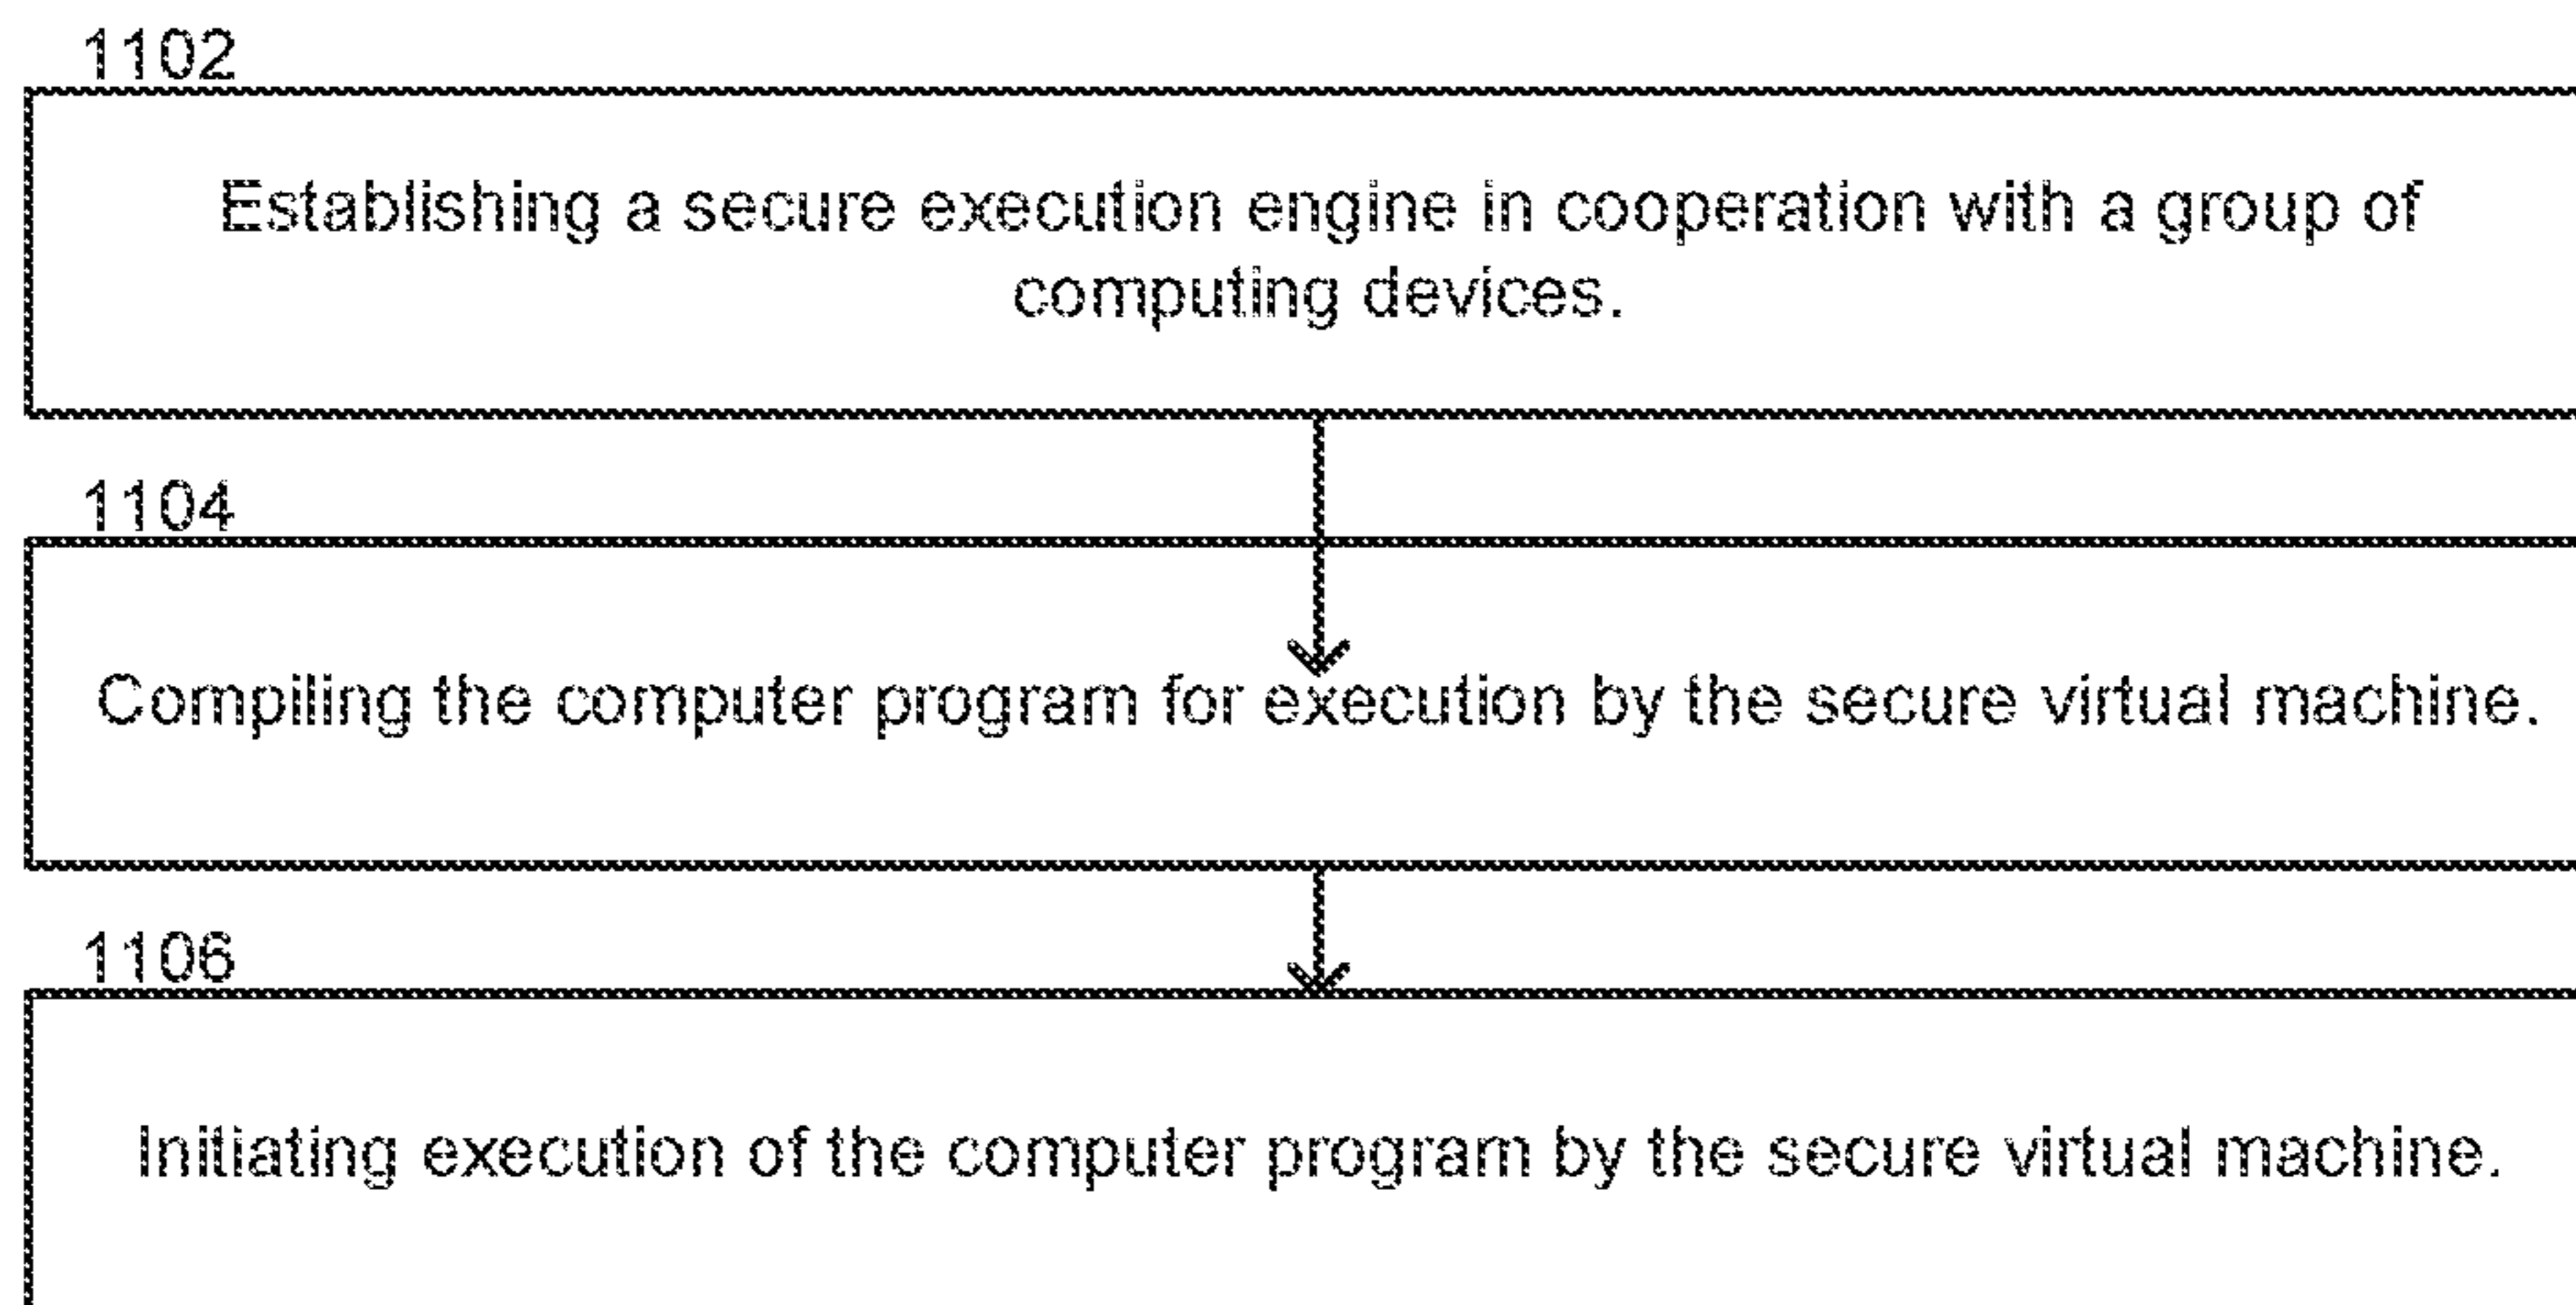 1102
Establishing a secure execution engine in cooperation with a group of
computing devices.
1104
Compiling the computer program for execution by the secure virtual machine.
1106
Initiating execution of the computer program by the secure virtual machine.